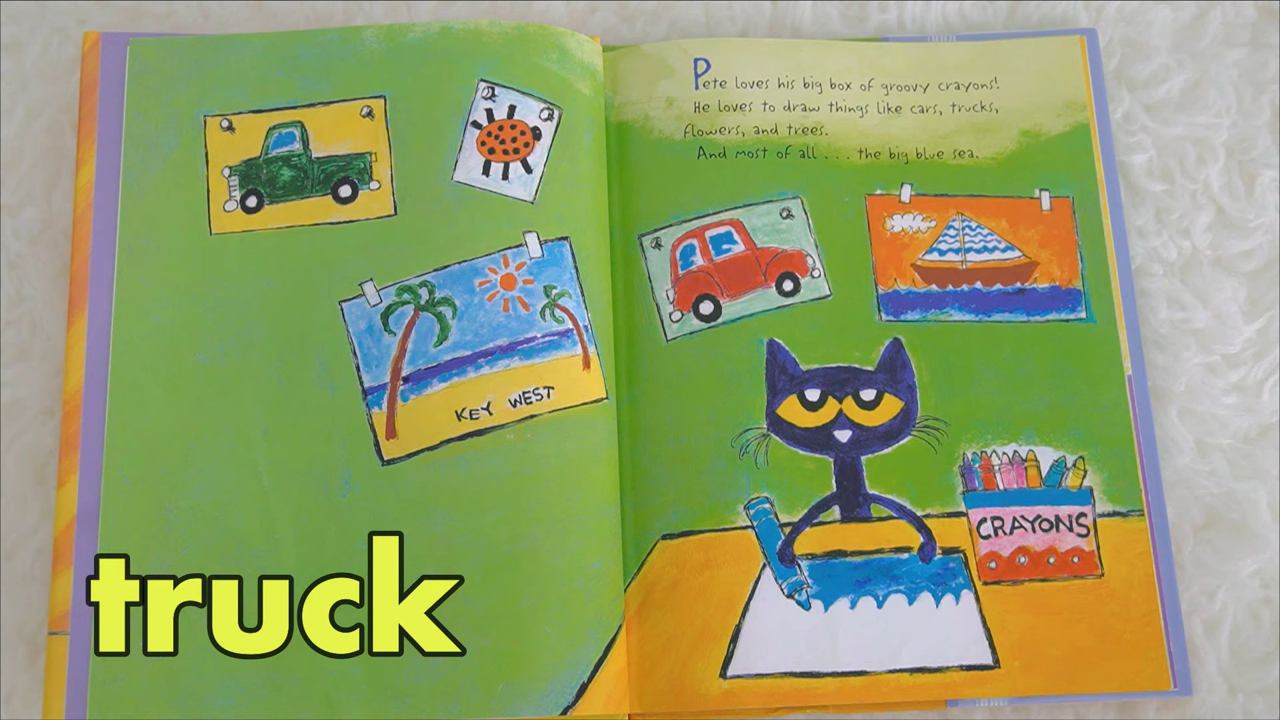 Pete loves his big box of groovy crayons!
He loves to draw things like cars, trucks,
flowers, and trees.
And most of all . . . the big blue sea.
KEY WEST
CRAYONS
truck